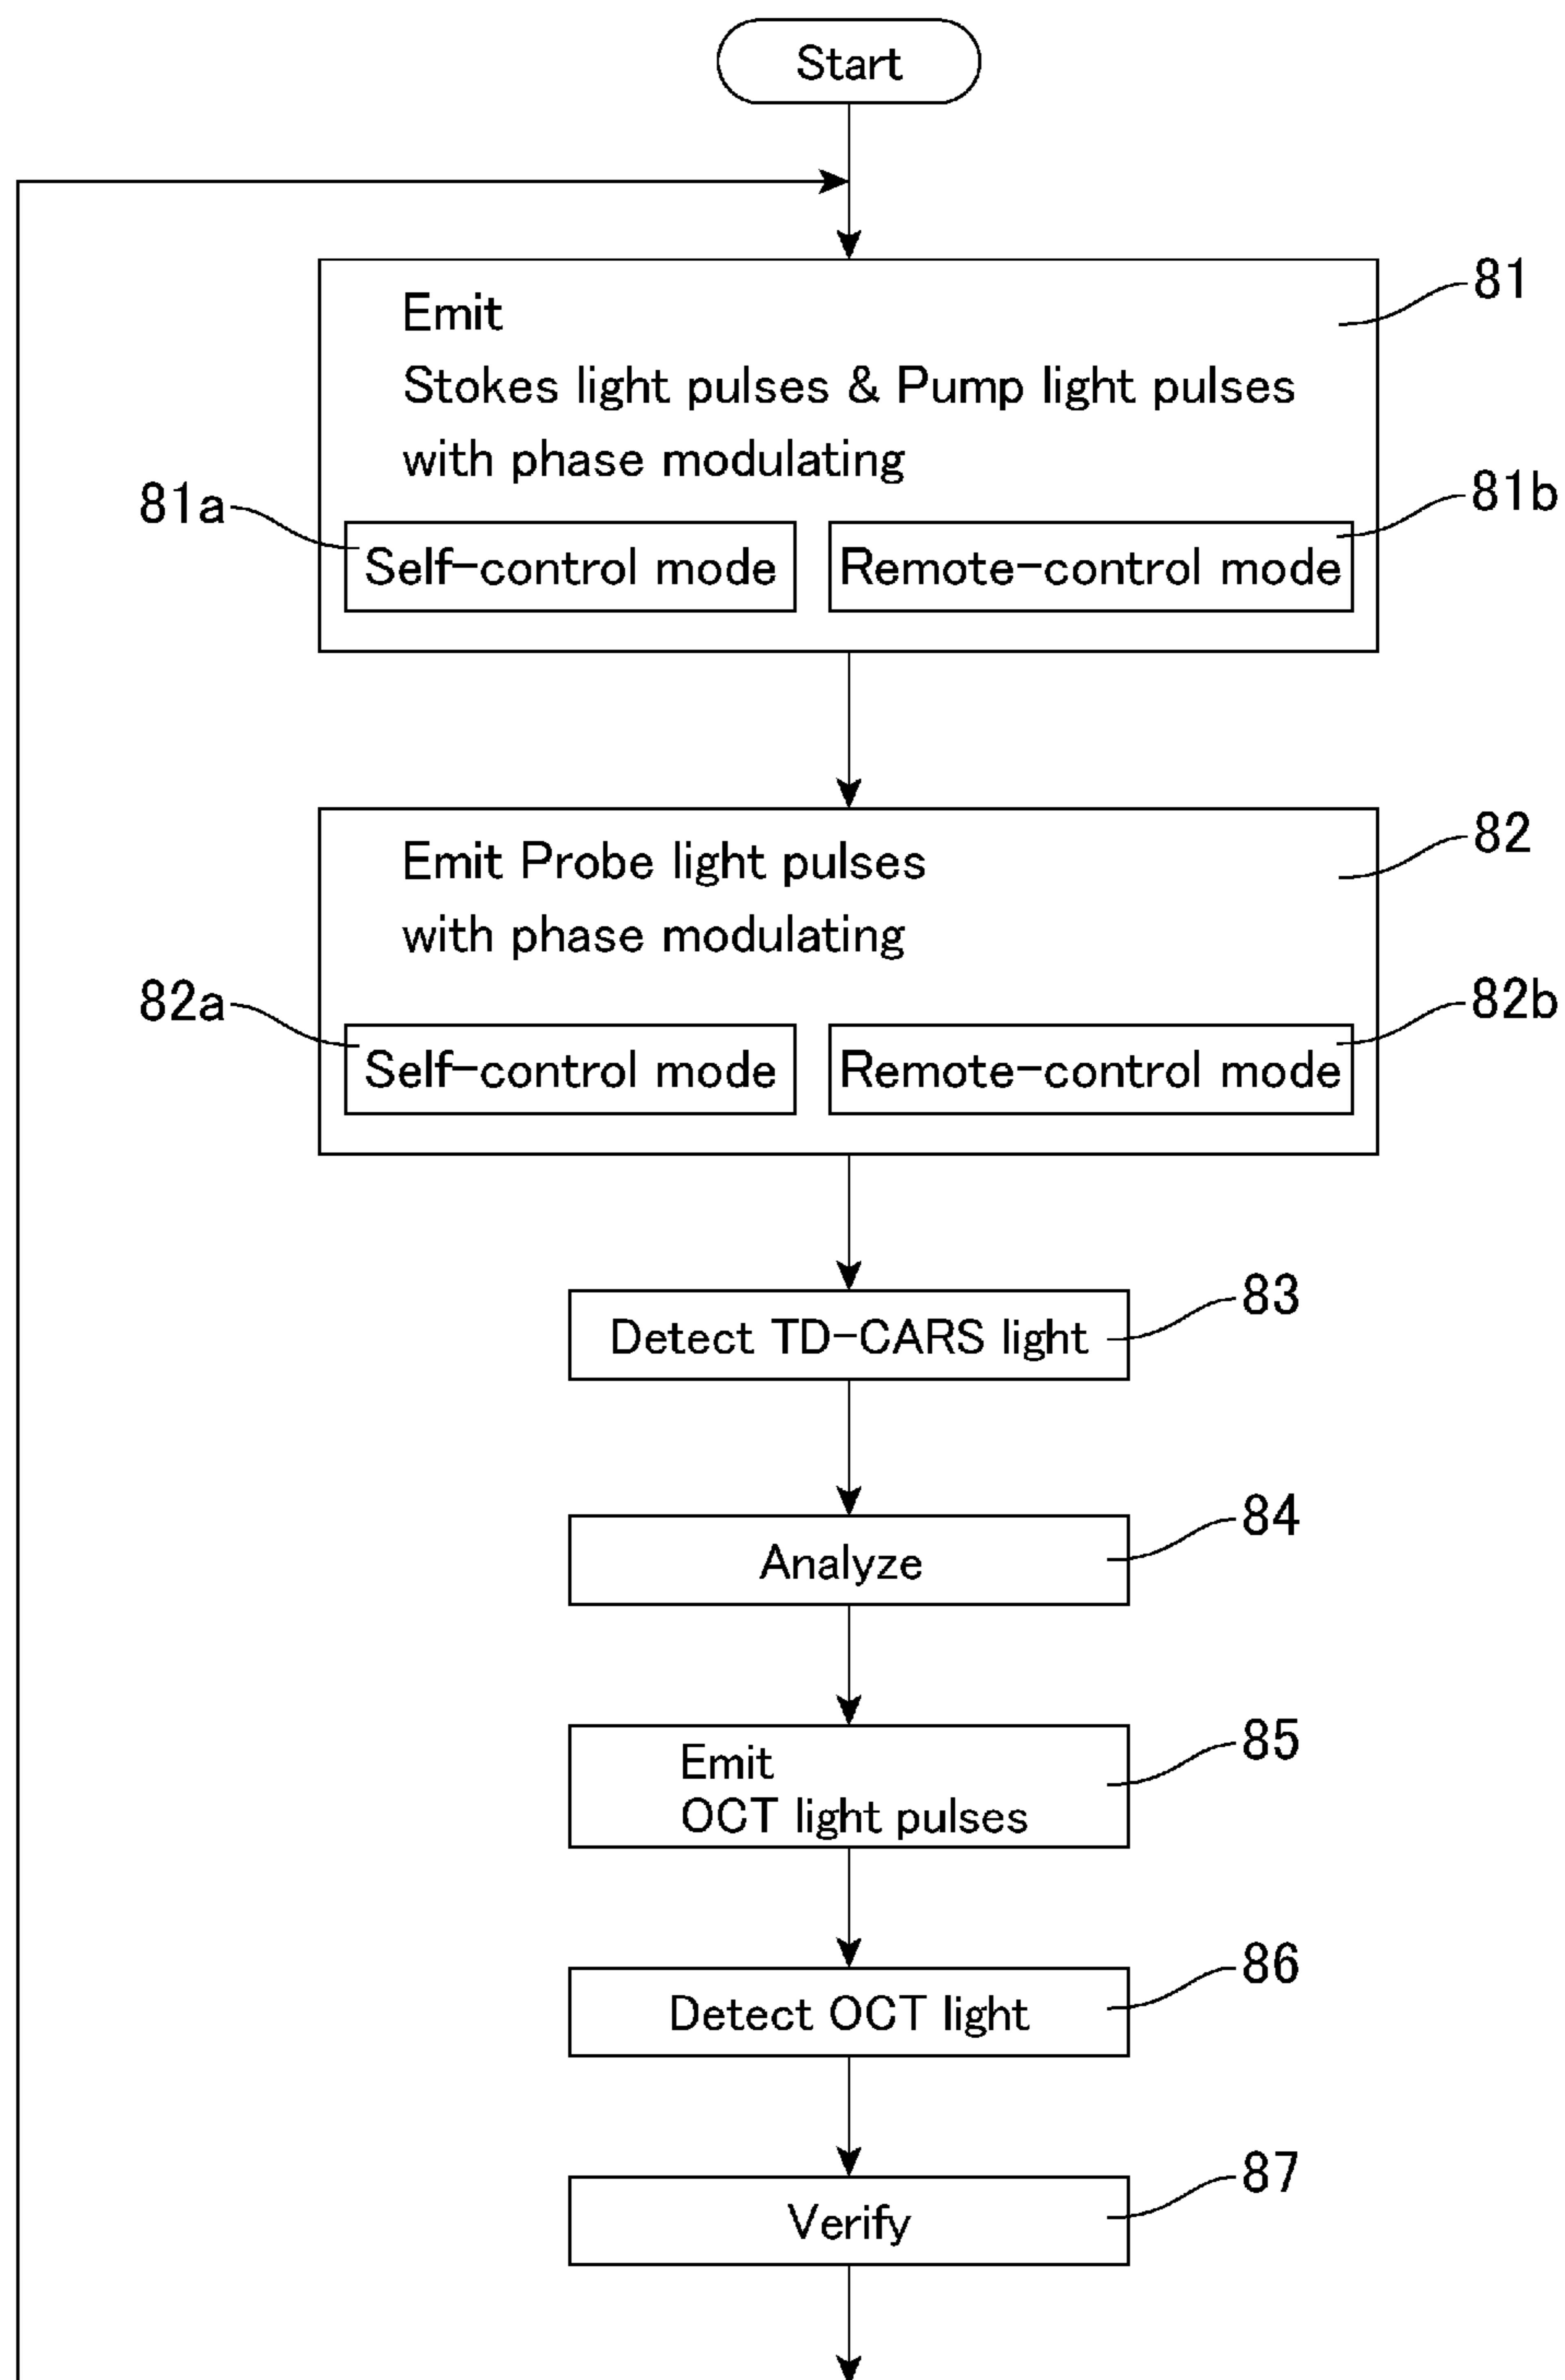 Start
81
Emit
Stokes light pulses & Pump light pulses
with phase modulating
81a
81b
Self-control mode
Remote-control mode
82
Emit Probe light pulses
with phase modulating
82a
82b
Self-control mode
Remote-control mode
83
Detect TD-CARS light
84
Analyze
85
Emit
OCT light pulses
86
Detect OCT light
87
Verify